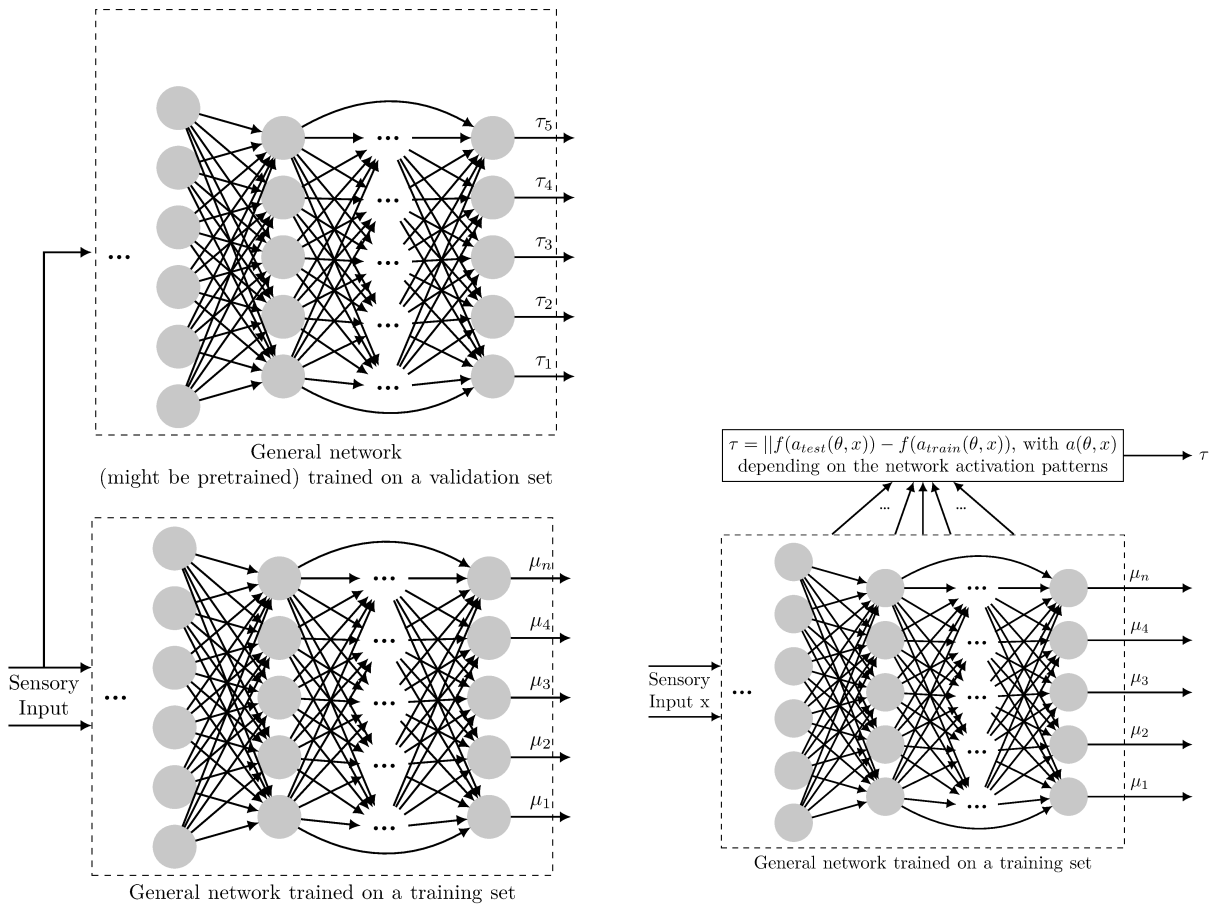 τ5
τ4
τ3
...
τ2
τ1
General network
(might be pretrained) trained on a validation set
μn
μ4
Sensory
Input
...
μ3
μ2
μ1
General network trained on a training set
τ = ||f(a_test(θ, x)) − f(a_train(θ, x)), with a(θ, x)
depending on the network activation patterns
τ
... ...
μn
μ4
Sensory
Input x
...
μ3
μ2
μ1
General network trained on a training set